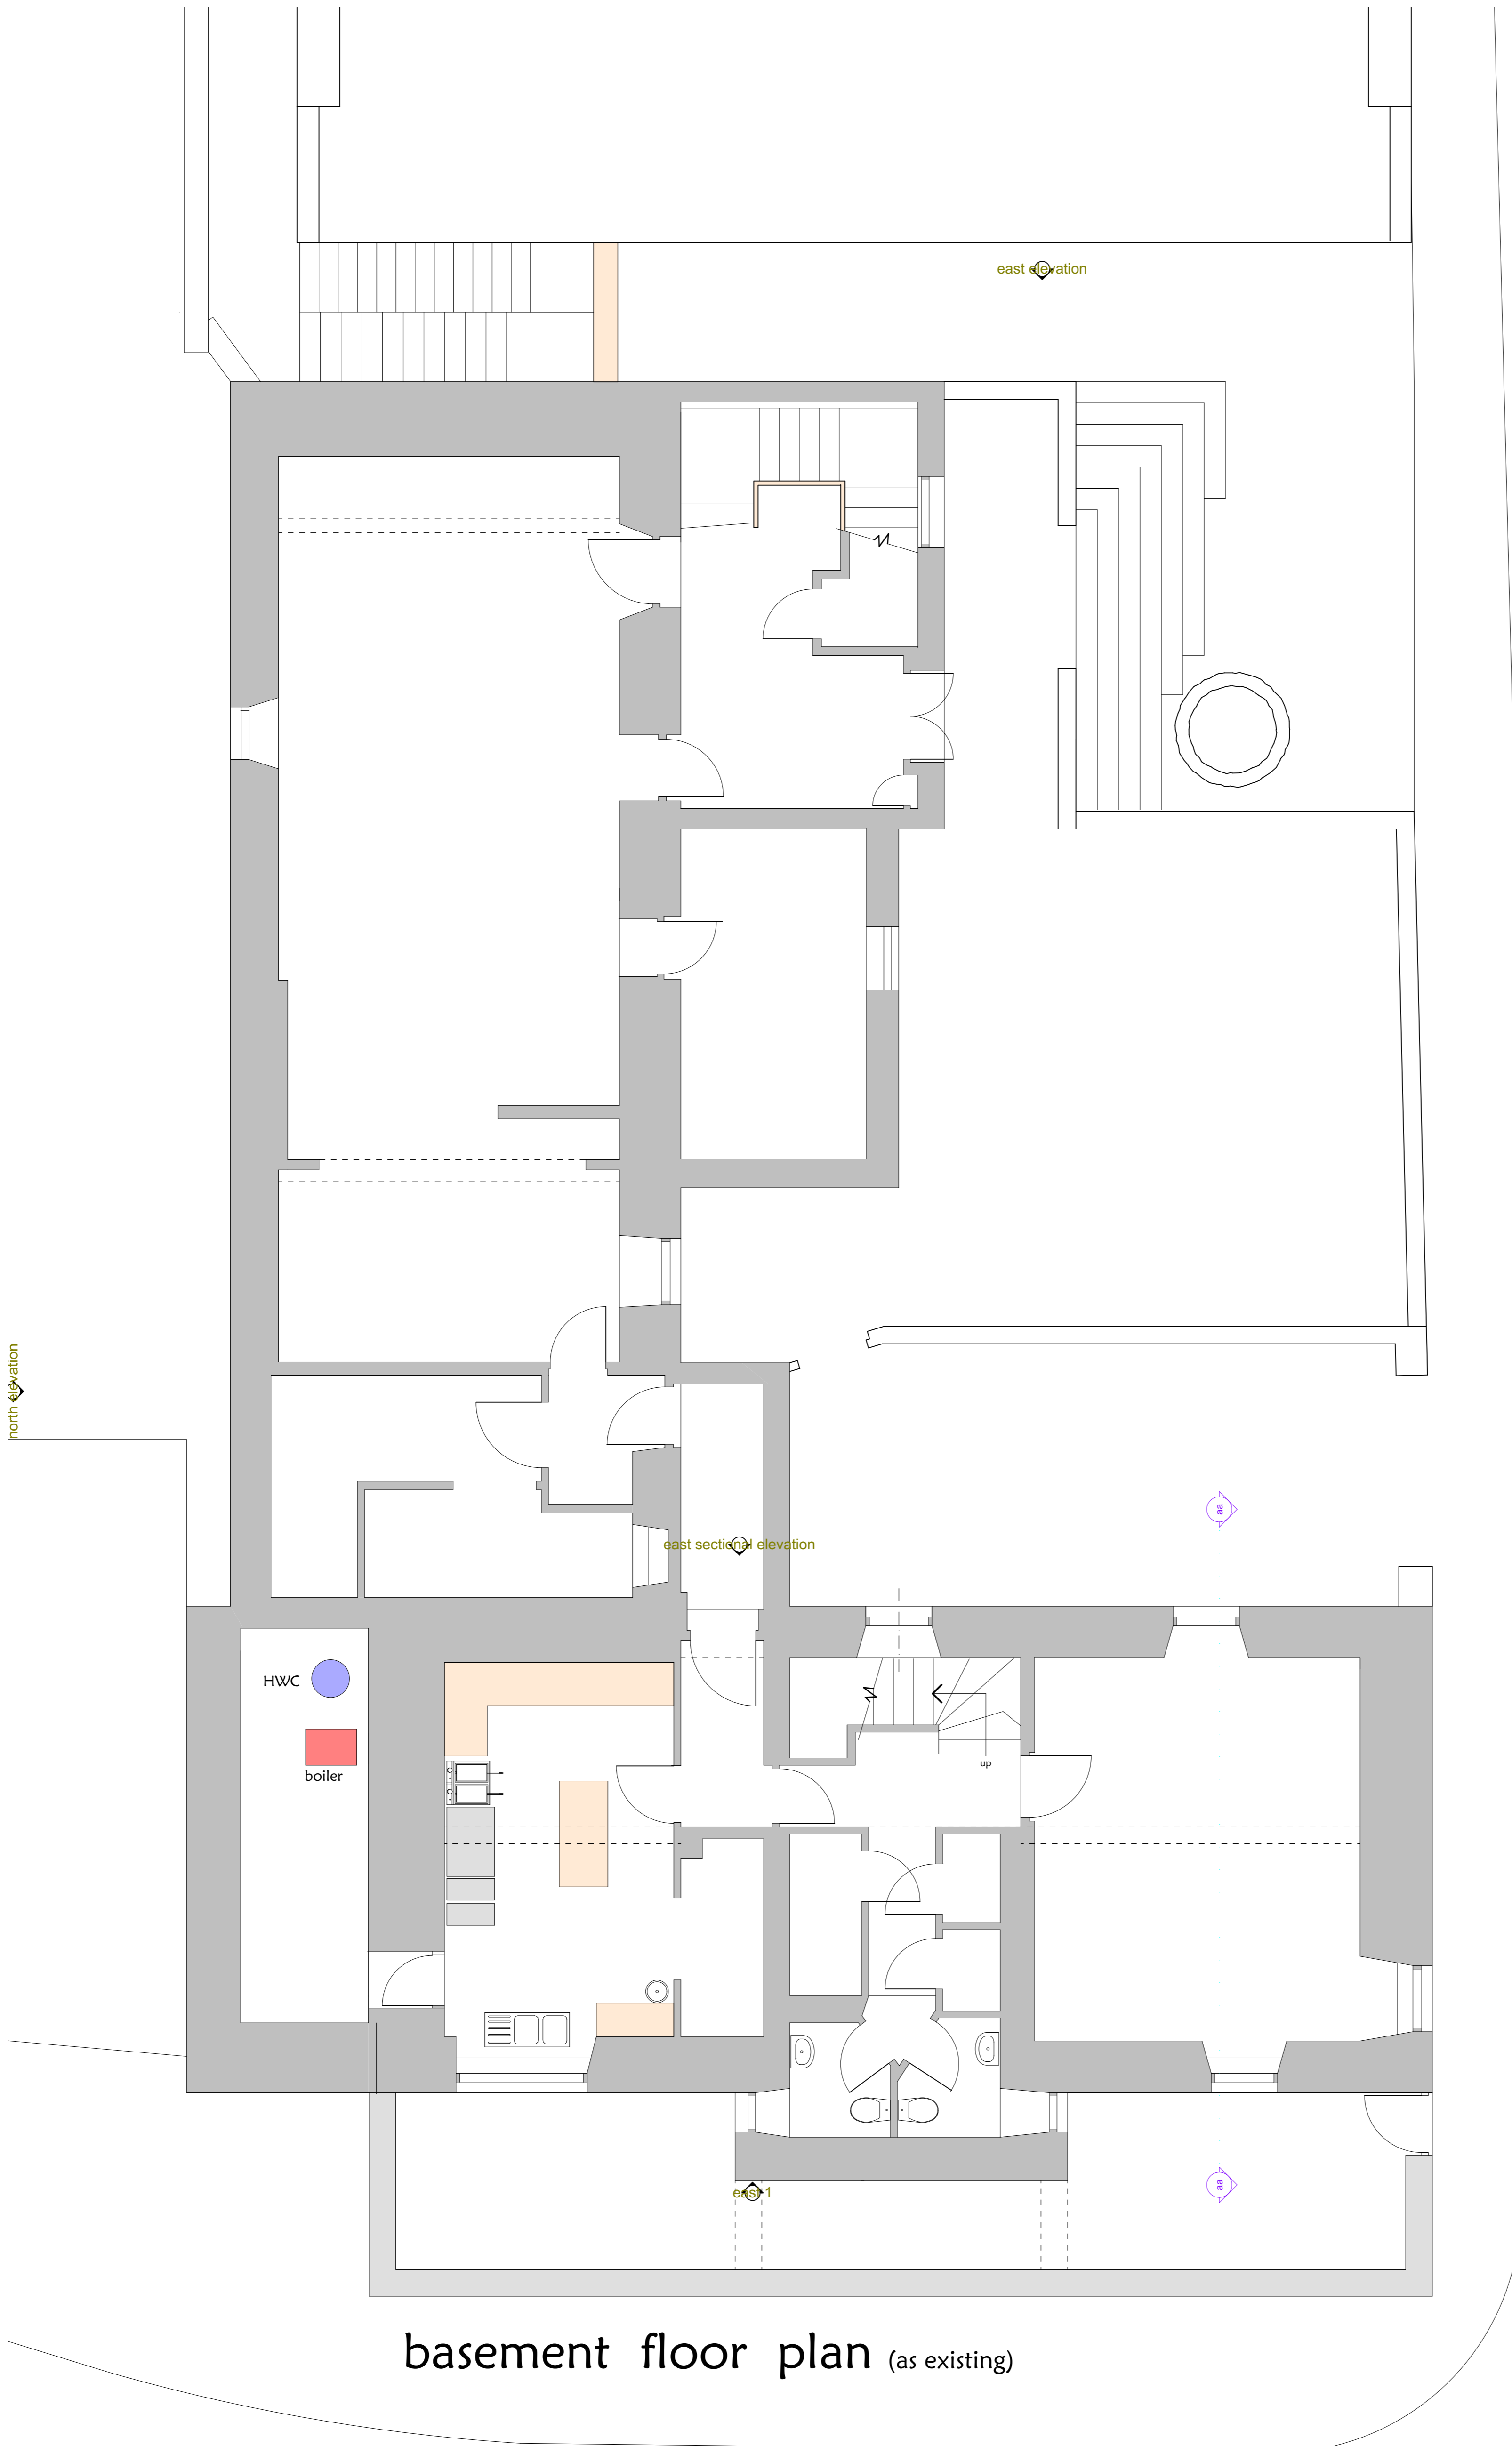 east elevation
north elevation
aa
east sectional elevation
HWC
boiler
up
aa
east 1
basement floor plan (as existing)